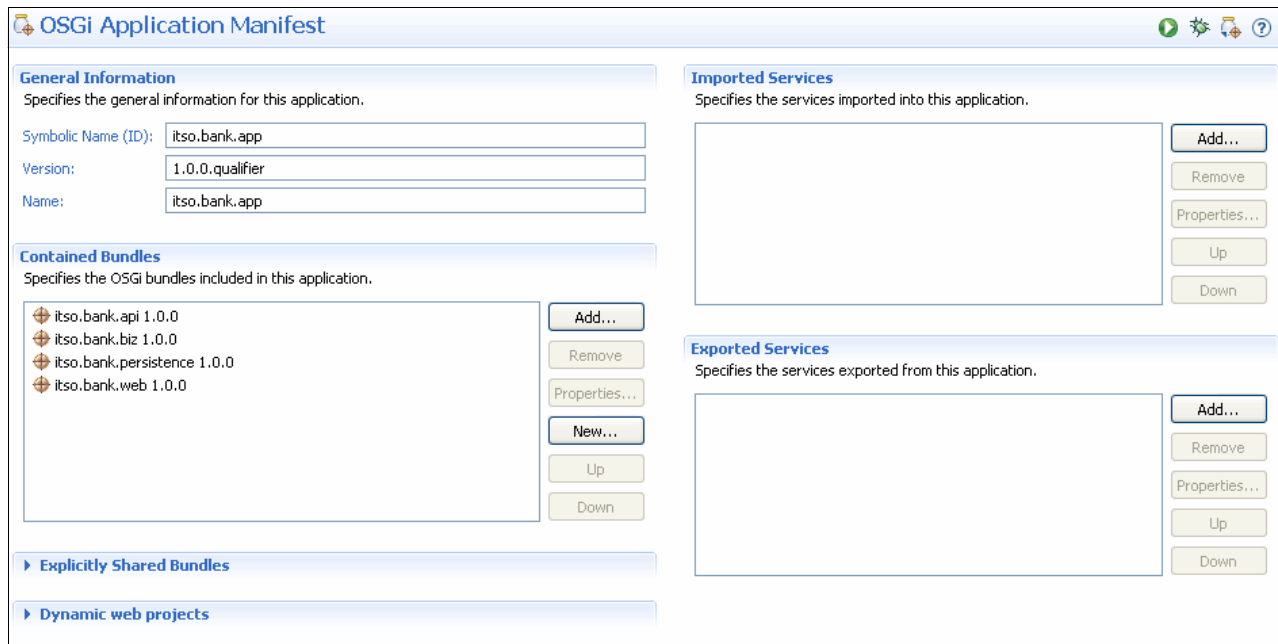 OSGi Application Manifest
General Information
Specifies the general information for this application.
Symbolic Name (ID): itso.bank.app
Version: 1.0.0.qualifier
Name: itso.bank.app
Contained Bundles
Specifies the OSGi bundles included in this application.
itso.bank.api 1.0.0
itso.bank.biz 1.0.0
itso.bank.persistence 1.0.0
itso.bank.web 1.0.0
Add...
Remove
Properties...
New...
Up
Down
Explicitly Shared Bundles
Dynamic web projects
Imported Services
Specifies the services imported into this application.
Add...
Remove
Properties...
Up
Down
Exported Services
Specifies the services exported from this application.
Add...
Remove
Properties...
Up
Down